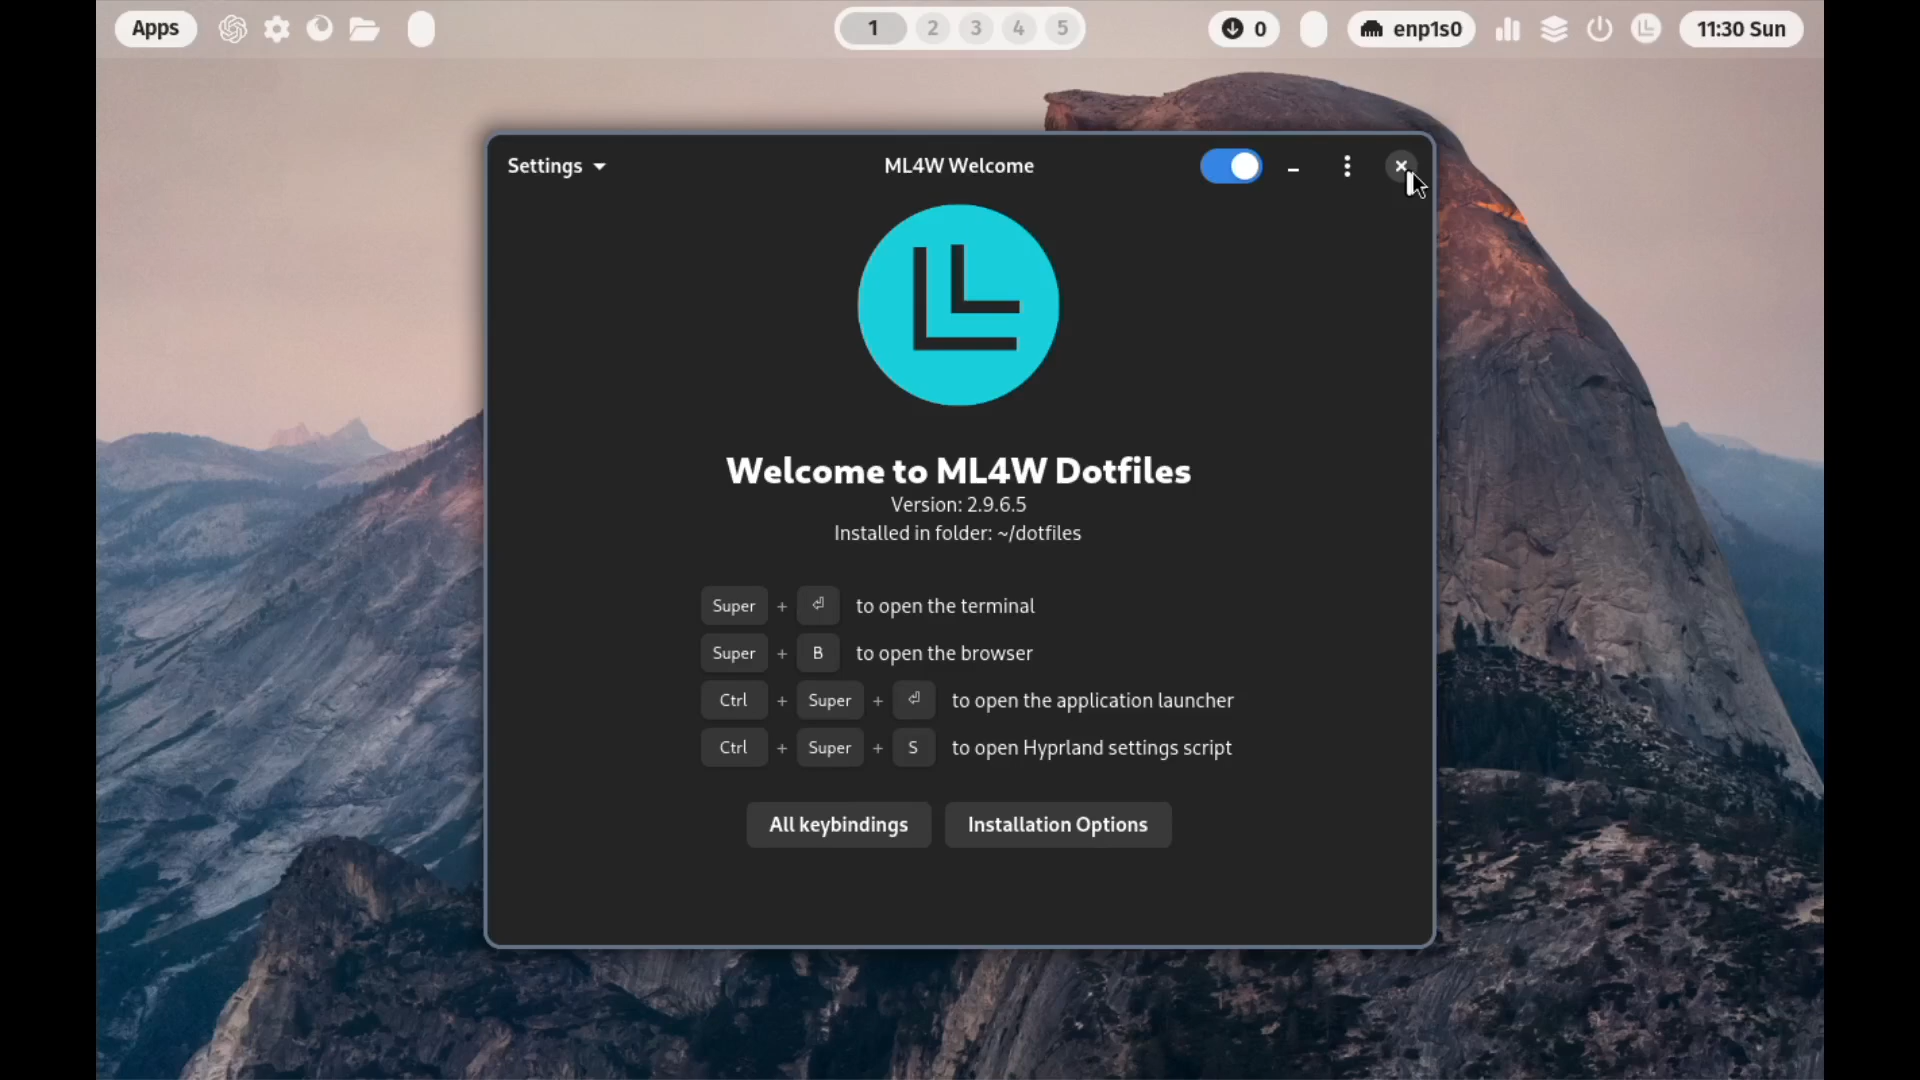 Apps
1 2 3 4 5
0
enp1s0
11:30 Sun
Settings
ML4W Welcome
Welcome to ML4W Dotfiles
Version: 2.9.6.5
Installed in folder: ~/dotfiles
Super + ⏎ to open the terminal
Super + B to open the browser
Ctrl + Super + ⏎ to open the application launcher
Ctrl + Super + S to open Hyprland settings script
All keybindings
Installation Options